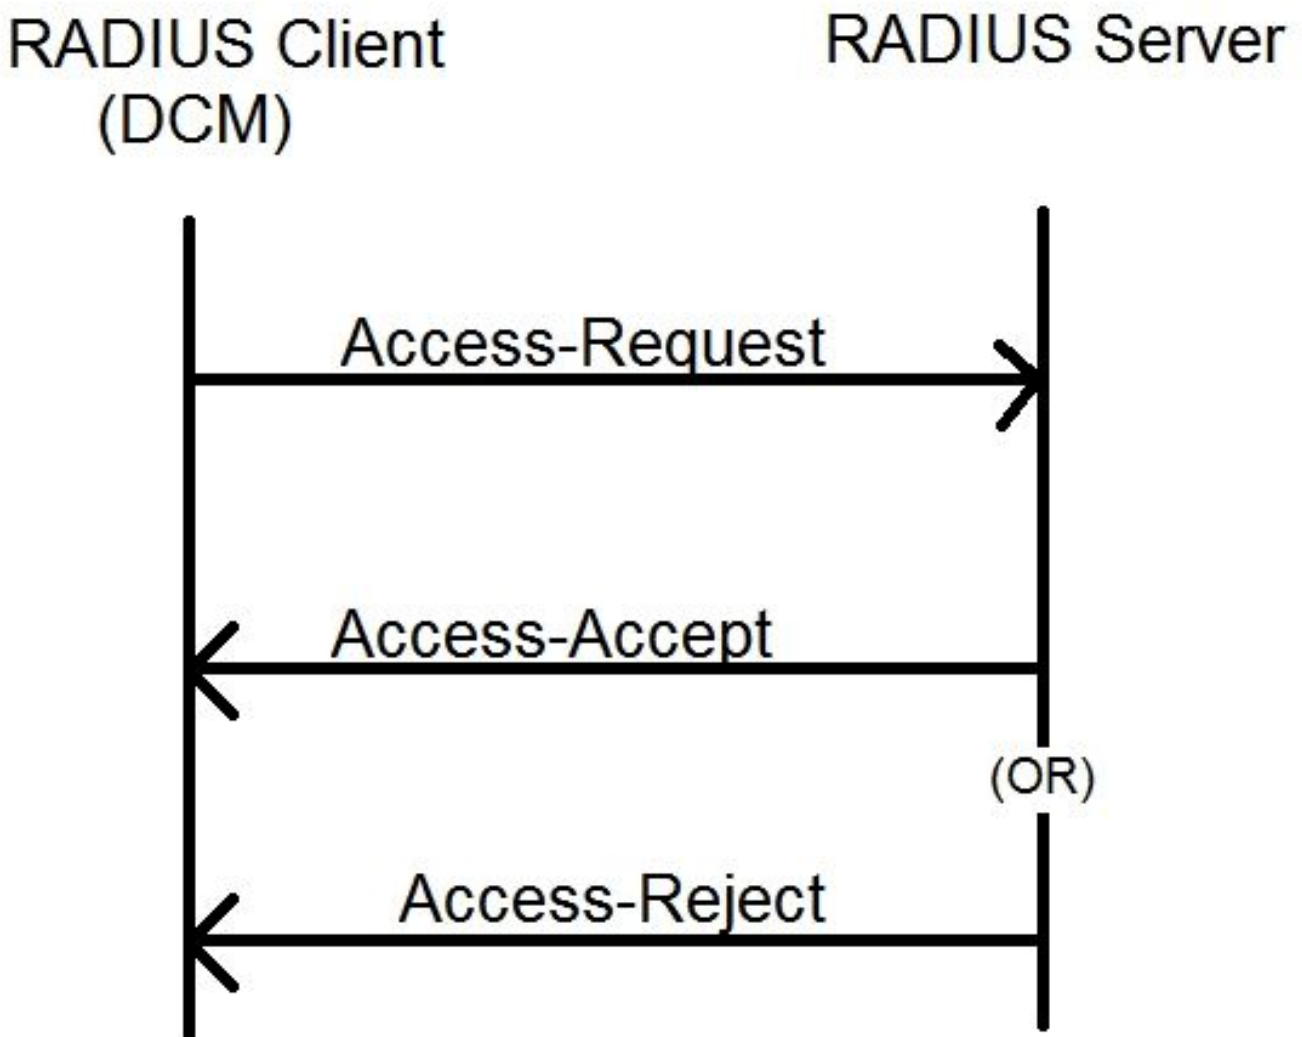 RADIUS Client
(DCM)
RADIUS Server
Access-Request
Access-Accept
(OR)
Access-Reject